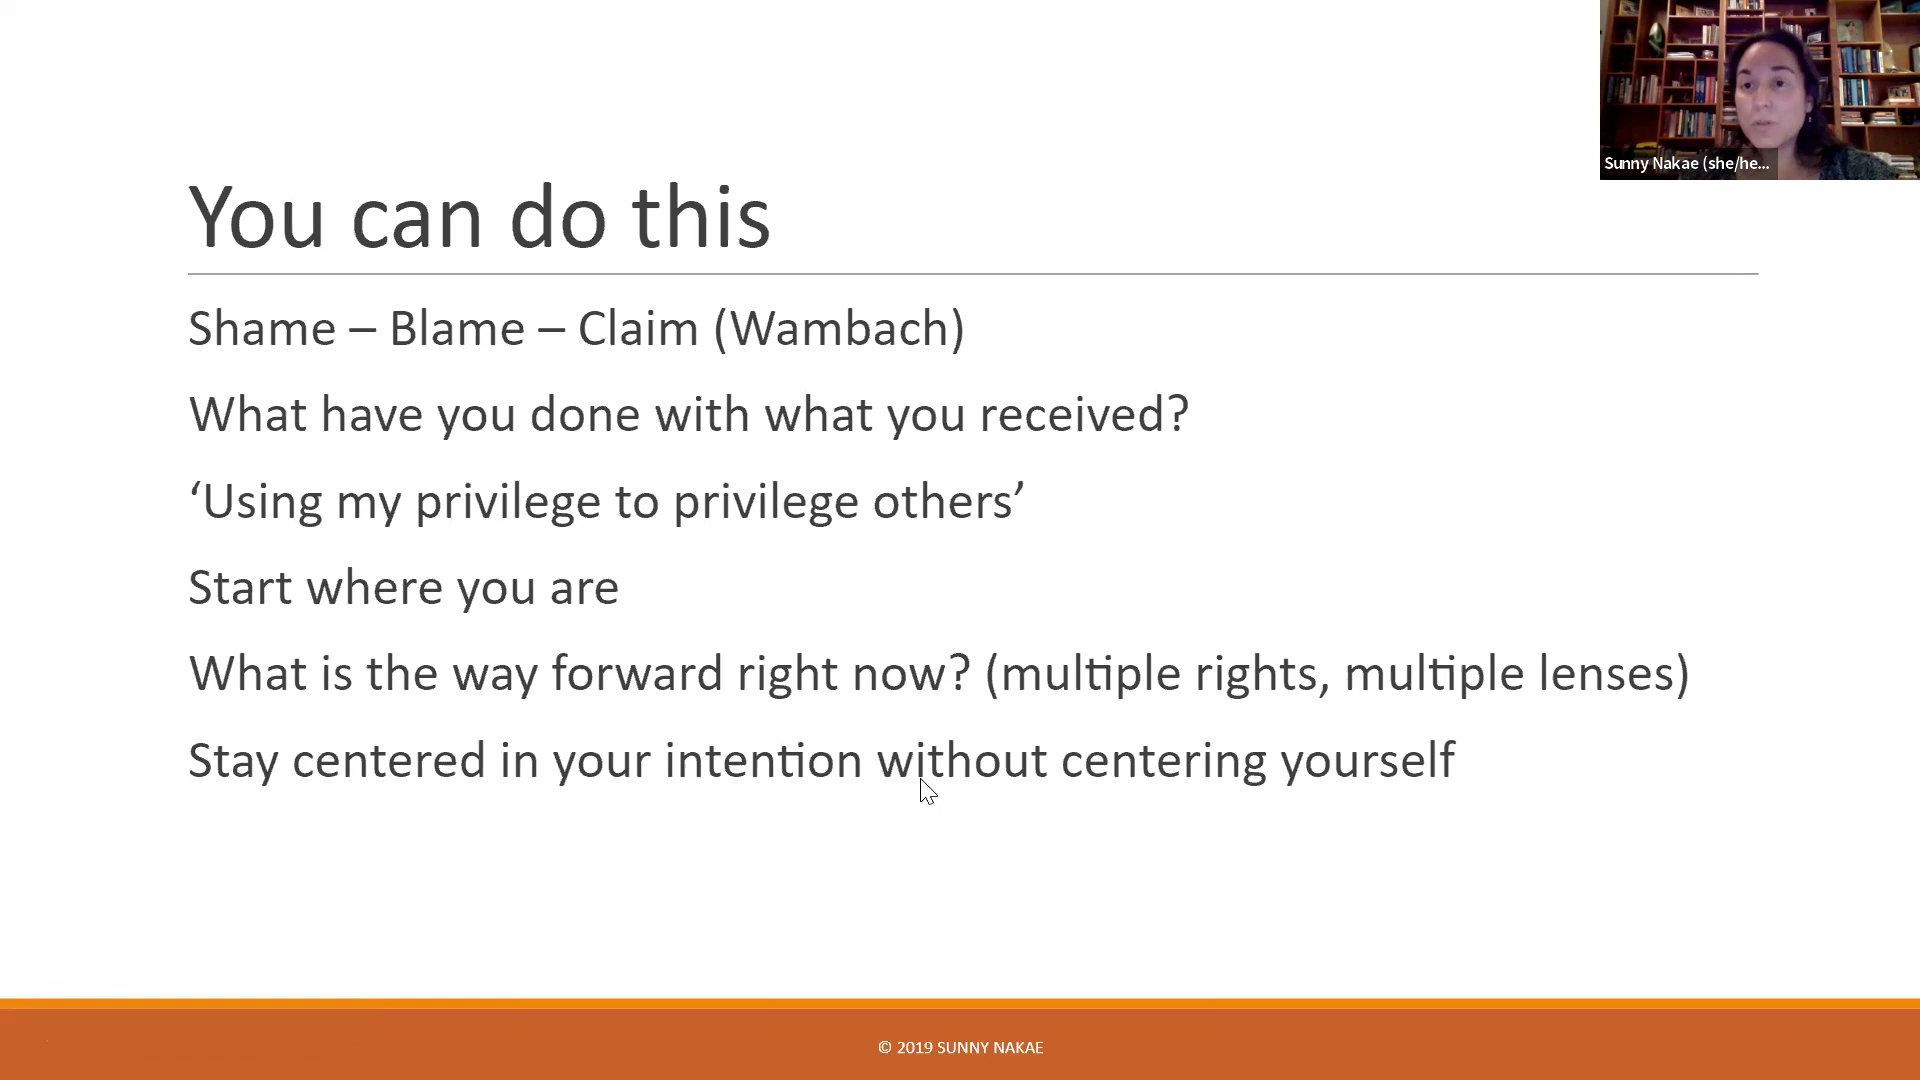 Sunny Nakae (she/he...
You can do this
Shame – Blame – Claim (Wambach)
What have you done with what you received?
‘Using my privilege to privilege others’
Start where you are
What is the way forward right now? (multiple rights, multiple lenses)
Stay centered in your intention without centering yourself
© 2019 SUNNY NAKAE